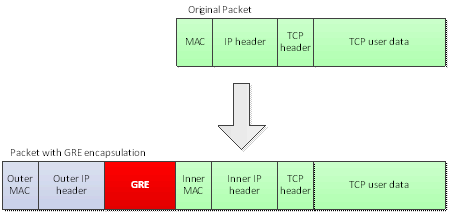 Original Packet
MAC
IP header
TCP
header
TCP user data
Packet with GRE encapsulation
Outer
MAC
Outer IP
header
GRE
Inner
MAC
Inner IP
header
TCP
header
TCP user data